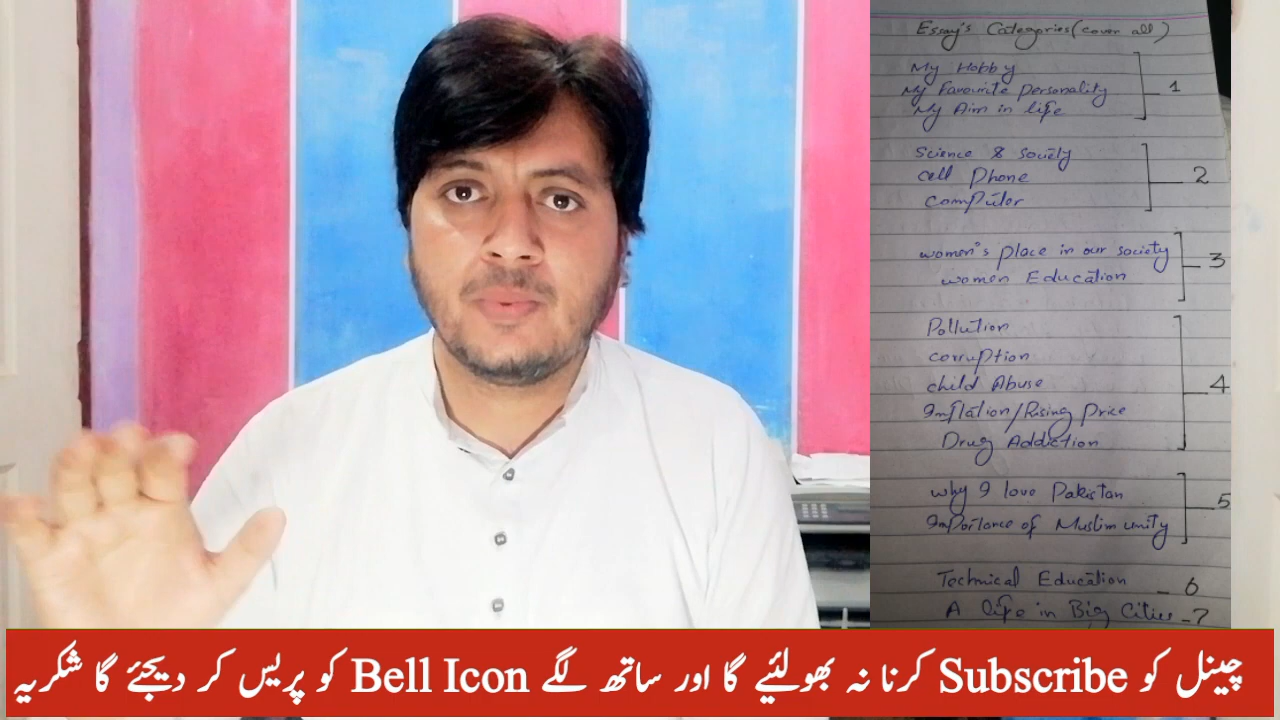 Essay's Categories (cover all)
My Hobby
My Favourite Personality
My Aim in life
1
Science & Society
Cell Phone
Computer
2
women's place in our society
women Education
3
Pollution
corruption
child Abuse
Inflation/Rising Price
Drug Addiction
4
why I love Pakistan
Importance of Muslim unity
5
Technical Education - 6
A life in Big Cities - 7
چینل کو Subscribe کرنا نہ بھولئیے گا اور ساتھ لگے Bell Icon کو پریس کر دیجئے گا شکریہ